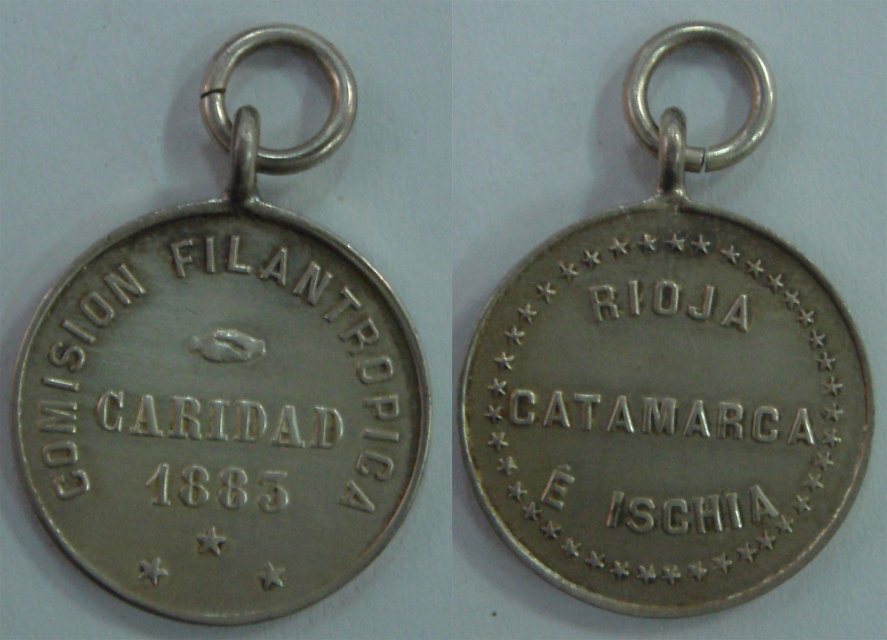 COMISION FILANTROPICA
CARIDAD
1883
RIOJA
CATAMARCA
É ISCHIA